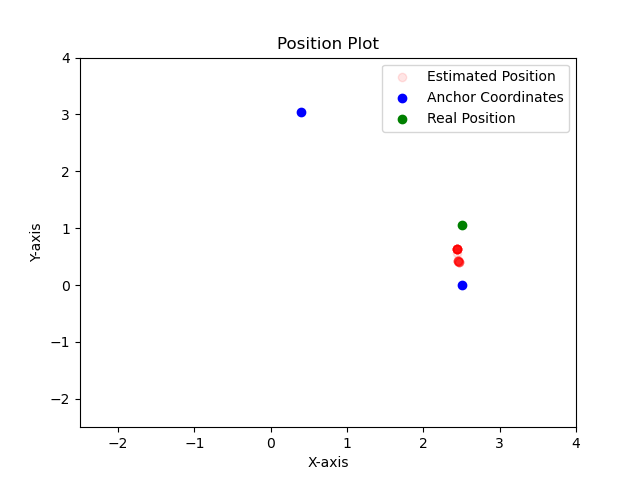 Position Plot
Estimated Position
Anchor Coordinates
Real Position
Y-axis
4
3
2
1
0
−1
−2
−2 −1 0 1 2 3 4
X-axis